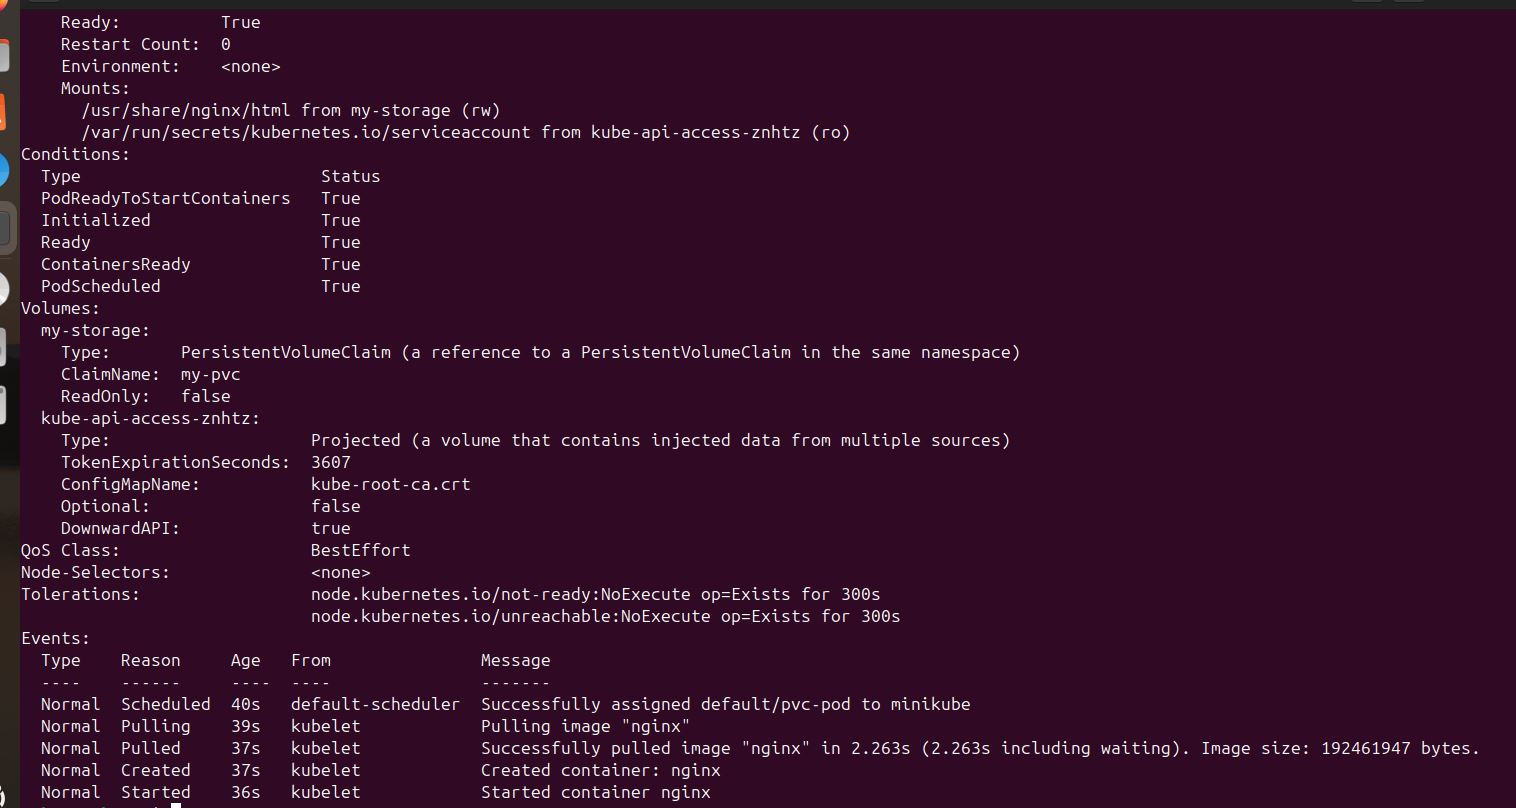 Ready:          True
Restart Count:  0
Environment:    <none>
Mounts:
/usr/share/nginx/html from my-storage (rw)
/var/run/secrets/kubernetes.io/serviceaccount from kube-api-access-znhtz (ro)
Conditions:
Type                        Status
PodReadyToStartContainers   True
Initialized                 True
Ready                       True
ContainersReady             True
PodScheduled                True
Volumes:
my-storage:
Type:       PersistentVolumeClaim (a reference to a PersistentVolumeClaim in the same namespace)
ClaimName:  my-pvc
ReadOnly:   false
kube-api-access-znhtz:
Type:                    Projected (a volume that contains injected data from multiple sources)
TokenExpirationSeconds:  3607
ConfigMapName:           kube-root-ca.crt
Optional:                false
DownwardAPI:             true
QoS Class:                   BestEffort
Node-Selectors:              <none>
Tolerations:                 node.kubernetes.io/not-ready:NoExecute op=Exists for 300s
node.kubernetes.io/unreachable:NoExecute op=Exists for 300s
Events:
Type    Reason     Age   From               Message
----    ------     ----  ----               -------
Normal  Scheduled  40s   default-scheduler  Successfully assigned default/pvc-pod to minikube
Normal  Pulling    39s   kubelet            Pulling image "nginx"
Normal  Pulled     37s   kubelet            Successfully pulled image "nginx" in 2.263s (2.263s including waiting). Image size: 192461947 bytes.
Normal  Created    37s   kubelet            Created container: nginx
Normal  Started    36s   kubelet            Started container nginx